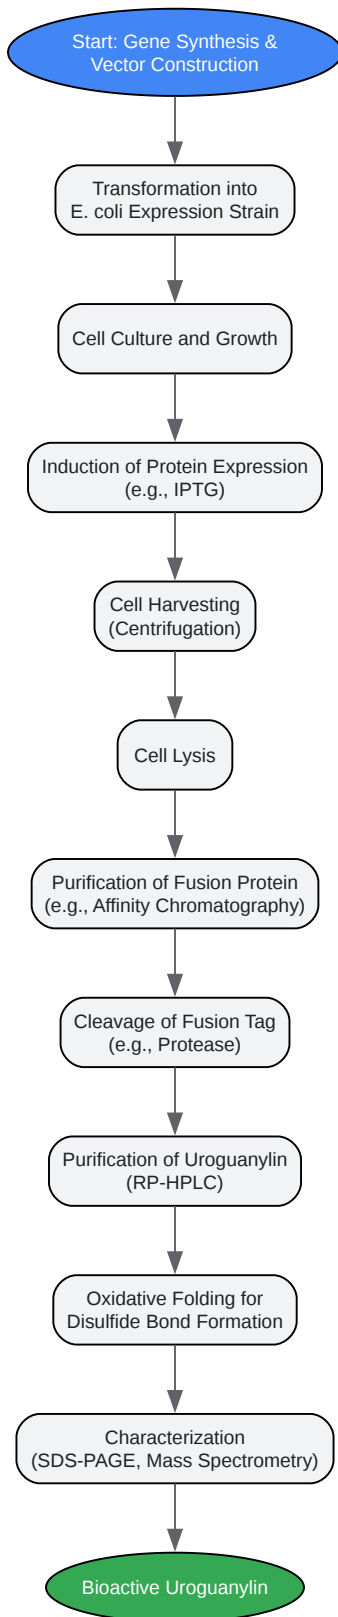 Start: Gene Synthesis &
Vector Construction
Transformation into
E. coli Expression Strain
Cell Culture and Growth
Induction of Protein Expression
(e.g., IPTG)
Cell Harvesting
(Centrifugation)
Cell Lysis
Purification of Fusion Protein
(e.g., Affinity Chromatography)
Cleavage of Fusion Tag
(e.g., Protease)
Purification of Uroguanylin
(RP-HPLC)
Oxidative Folding for
Disulfide Bond Formation
Characterization
(SDS-PAGE, Mass Spectrometry)
Bioactive Uroguanylin